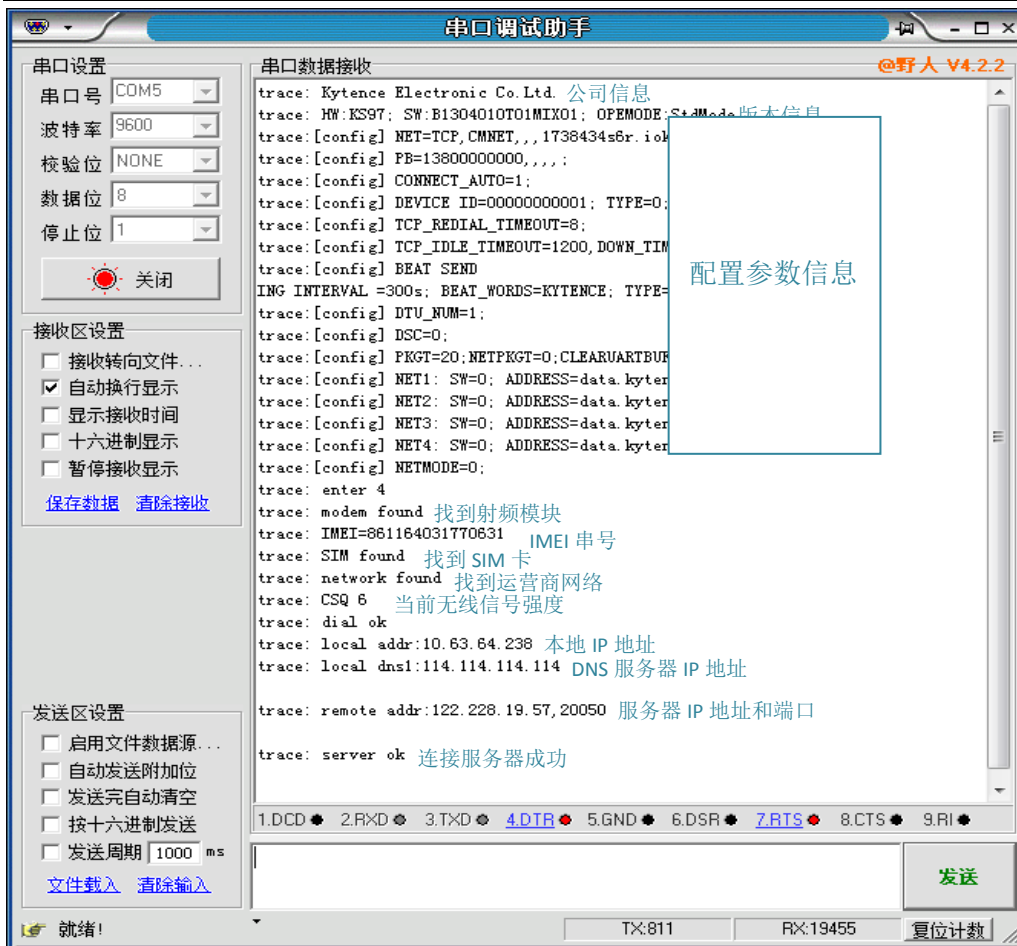 串口调试助手
串口设置
串口号 COM5
波特率 9600
校验位 NONE
数据位 8
停止位 1
关闭
接收区设置
接收转向文件...
自动换行显示
显示接收时间
十六进制显示
暂停接收显示
保存数据 清除接收
发送区设置
启用文件数据源...
自动发送附加位
发送完自动清空
按十六进制发送
发送周期 1000 ms
文件载入 清除输入
串口数据接收 @野人 V4.2.2
trace: Kytence Electronic Co.Ltd. 公司信息
trace: HW:KS97; SW:B1304010T01MIX01; OPEMODE:StdMode 版本信息
trace:[config] NET=TCP,CMNET,,,1738434s6r.iok
trace:[config] PB=13800000000,,,,;
trace:[config] CONNECT_AUTO=1;
trace:[config] DEVICE ID=00000000001; TYPE=0;
trace:[config] TCP_REDIAL_TIMEOUT=8;
trace:[config] TCP_IDLE_TIMEOUT=1200,DOWN_TIM
trace:[config] BEAT SEND
ING INTERVAL =300s; BEAT_WORDS=KYTENCE; TYPE=
trace:[config] DTU_NUM=1;
trace:[config] DSC=0;
trace:[config] PKGT=20;NETPKGT=0;CLEARUARTBUF
trace:[config] NET1: SW=0; ADDRESS=data.kyten
trace:[config] NET2: SW=0; ADDRESS=data.kyten
trace:[config] NET3: SW=0; ADDRESS=data.kyten
trace:[config] NET4: SW=0; ADDRESS=data.kyten
trace:[config] NETMODE=0;
配置参数信息
trace: enter 4
trace: modem found 找到射频模块
trace: IMEI=861164031770631 IMEI 串号
trace: SIM found 找到 SIM 卡
trace: network found 找到运营商网络
trace: CSQ 6 当前无线信号强度
trace: dial ok
trace: local addr:10.63.64.238 本地 IP 地址
trace: local dns1:114.114.114.114 DNS 服务器 IP 地址
trace: remote addr:122.228.19.57,20050 服务器 IP 地址和端口
trace: server ok 连接服务器成功
1.DCD 2.RXD 3.TXD 4.DTR 5.GND 6.DSR 7.RTS 8.CTS 9.RI
发送
就绪! TX:811 RX:19455 复位计数